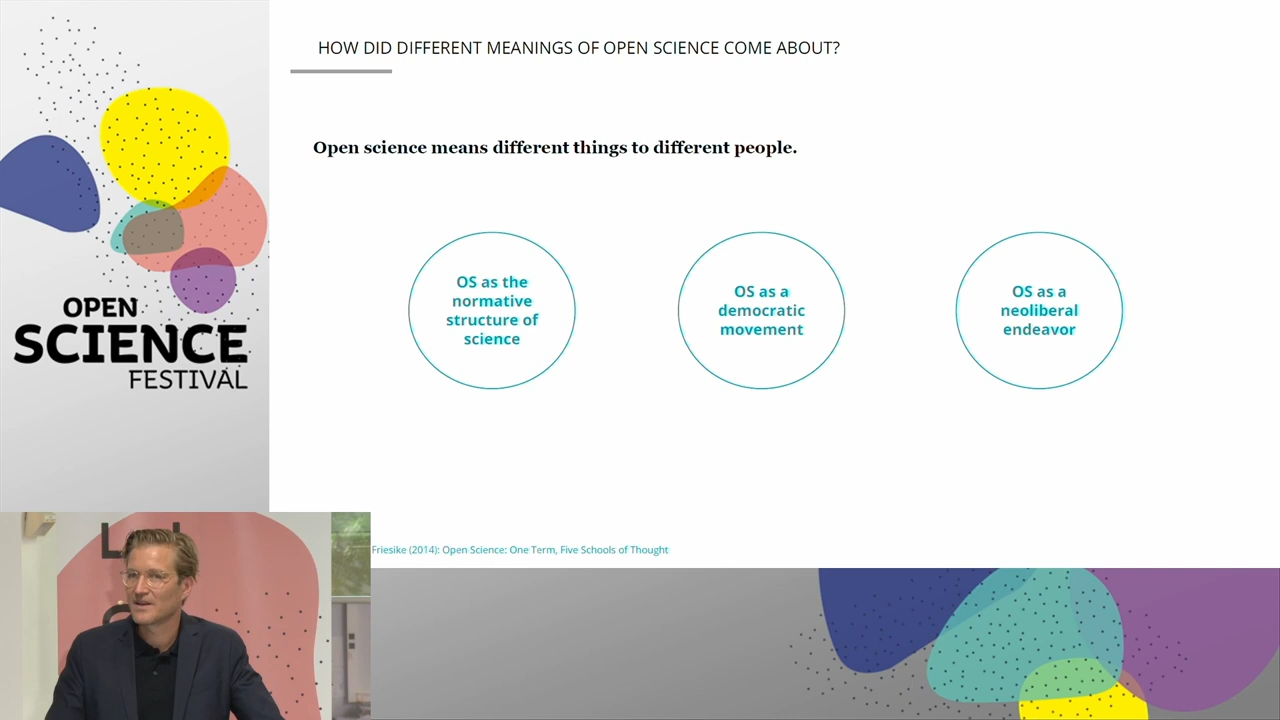 HOW DID DIFFERENT MEANINGS OF OPEN SCIENCE COME ABOUT?
Open science means different things to different people.
OS as the
normative
structure of
science
OS as a
democratic
movement
OS as a
neoliberal
endeavor
OPEN
SCIENCE
FESTIVAL
Friesike (2014): Open Science: One Term, Five Schools of Thought